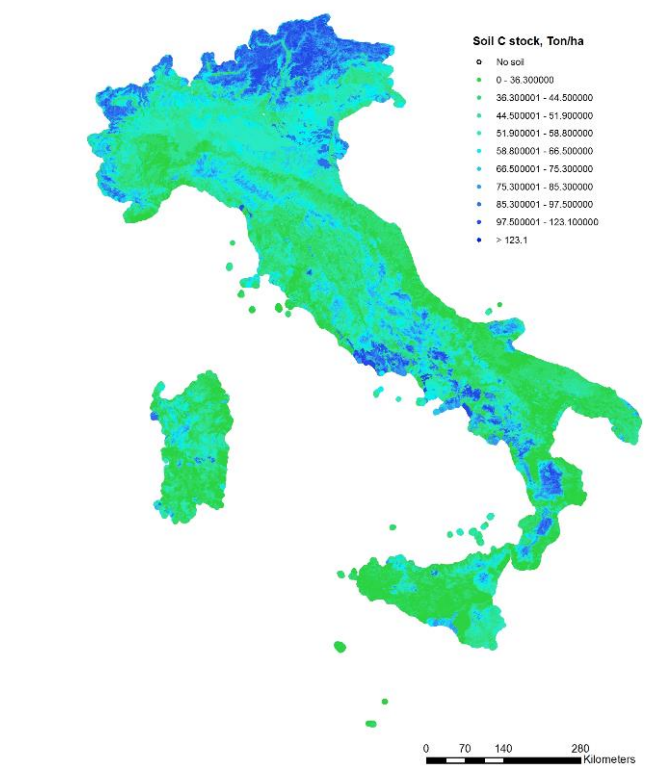 Soil C stock, Ton/ha
No soil
0 - 36.300000
36.300001 - 44.500000
44.500001 - 51.900000
51.900001 - 58.800000
58.800001 - 66.500000
66.500001 - 75.300000
75.300001 - 85.300000
85.300001 - 97.500000
97.500001 - 123.100000
> 123.1
0 70 140 280
Kilometers